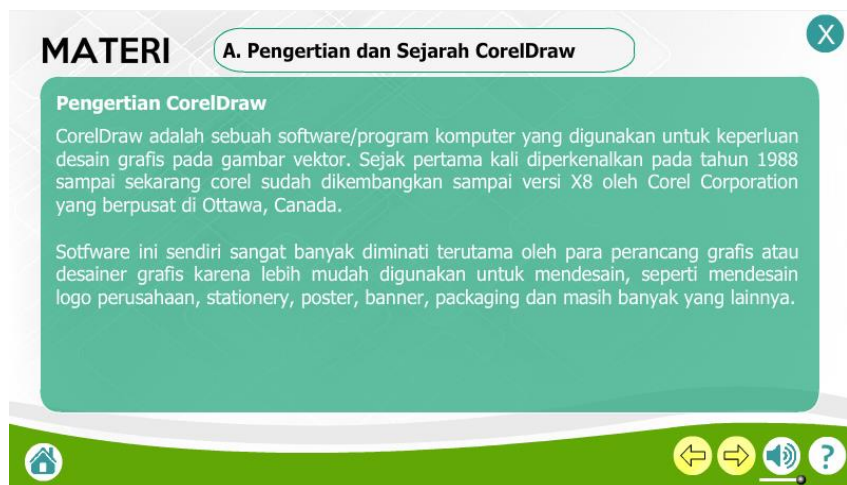 MATERI
A. Pengertian dan Sejarah CorelDraw
X
Pengertian CorelDraw
CorelDraw adalah sebuah software/program komputer yang digunakan untuk keperluan
desain grafis pada gambar vektor. Sejak pertama kali diperkenalkan pada tahun 1988
sampai sekarang corel sudah dikembangkan sampai versi X8 oleh Corel Corporation
yang berpusat di Ottawa, Canada.
Sotfware ini sendiri sangat banyak diminati terutama oleh para perancang grafis atau
desainer grafis karena lebih mudah digunakan untuk mendesain, seperti mendesain
logo perusahaan, stationery, poster, banner, packaging dan masih banyak yang lainnya.
?